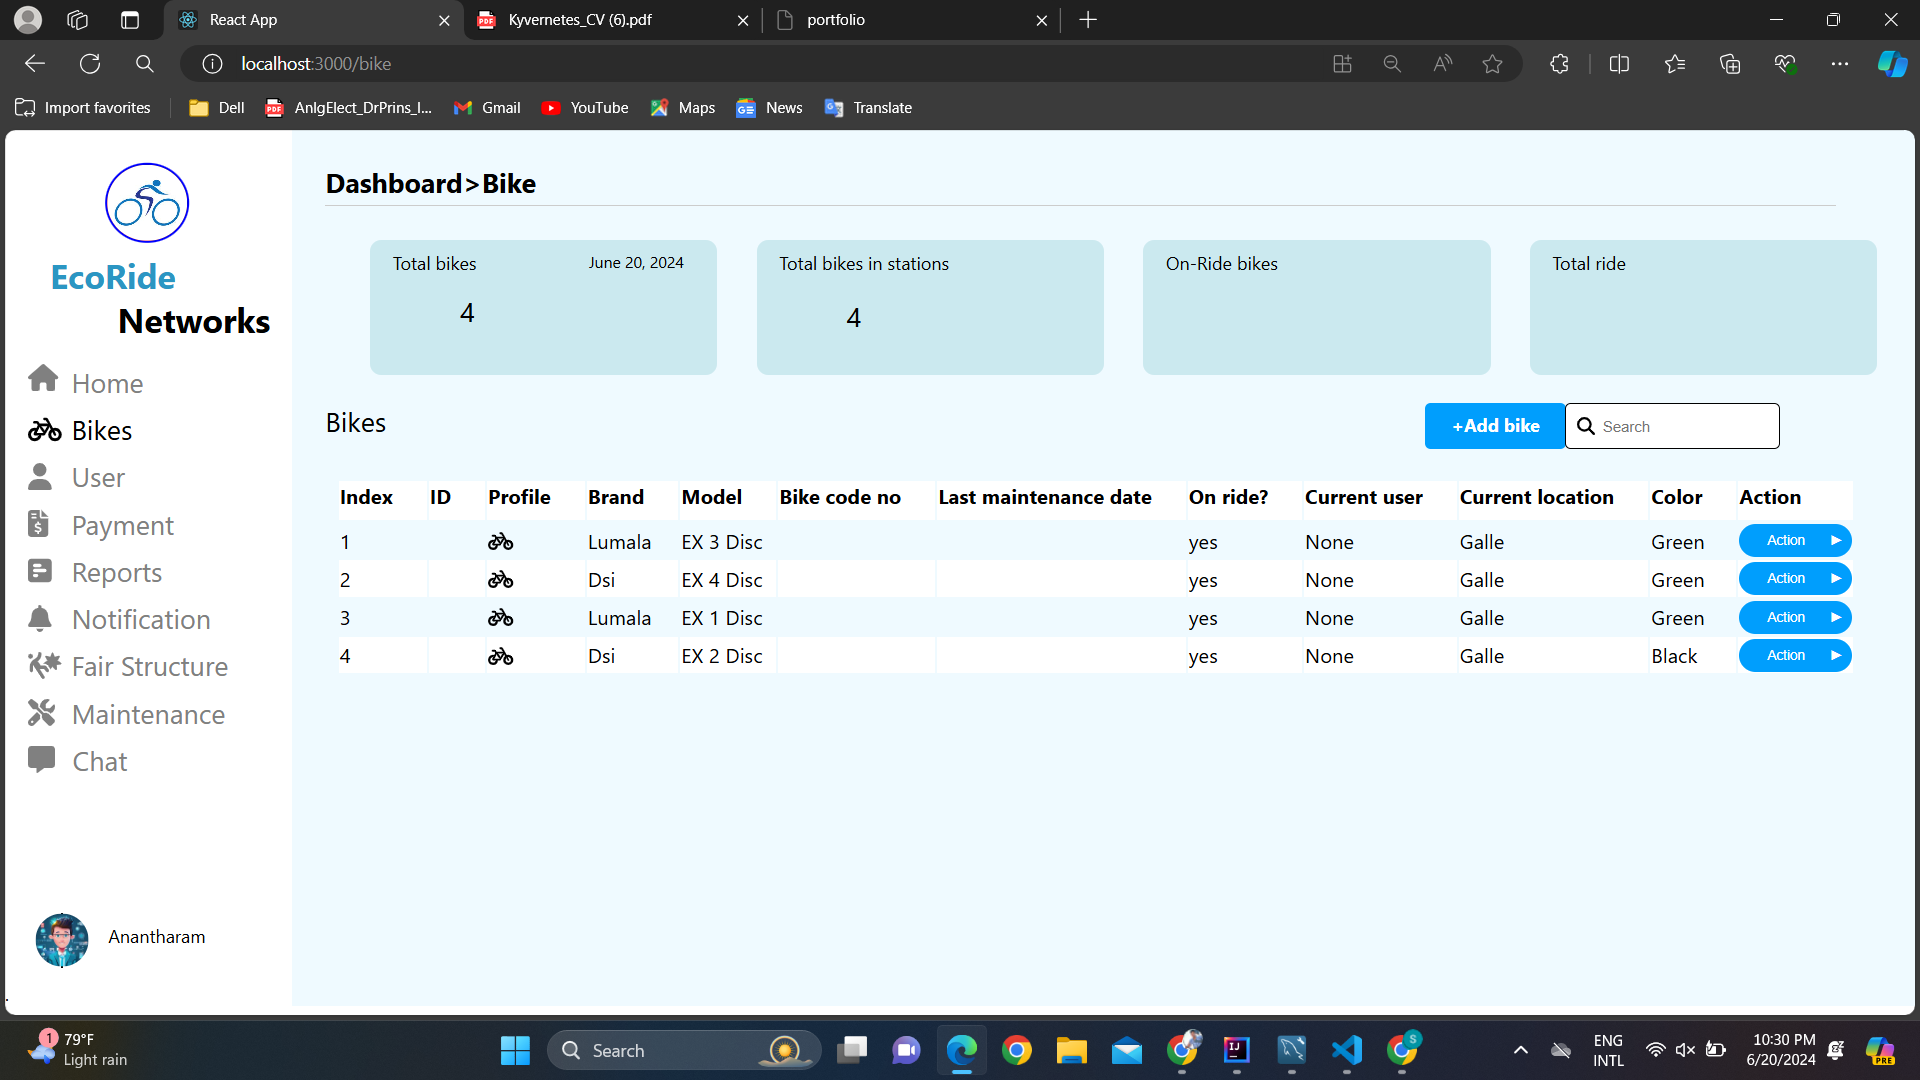 React App
Kyvernetes_CV (6).pdf
portfolio
localhost:3000/bike
Import favorites
Dell
AnlgElect_DrPrins_I...
Gmail
YouTube
Maps
News
Translate
EcoRide
Networks
Home
Bikes
User
Payment
Reports
Notification
Fair Structure
Maintenance
Chat
Anantharam
Dashboard>Bike
Total bikes June 20, 2024
4
Total bikes in stations
4
On-Ride bikes
Total ride
Bikes
+Add bike
Search
Index ID Profile Brand Model Bike code no Last maintenance date On ride? Current user Current location Color Action
1 Lumala EX 3 Disc yes None Galle Green Action
2 Dsi EX 4 Disc yes None Galle Green Action
3 Lumala EX 1 Disc yes None Galle Green Action
4 Dsi EX 2 Disc yes None Galle Black Action
1
79°F
Light rain
Search
S
ENG
INTL
10:30 PM
6/20/2024
PRE